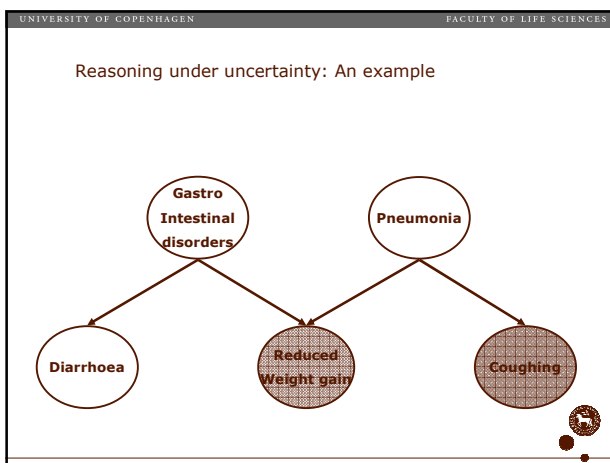 UNIVERSITY OF COPENHAGEN
FACULTY OF LIFE SCIENCES
Reasoning under uncertainty: An example
Gastro
Intestinal
disorders
Pneumonia
Diarrhoea
Reduced
Weight gain
Coughing